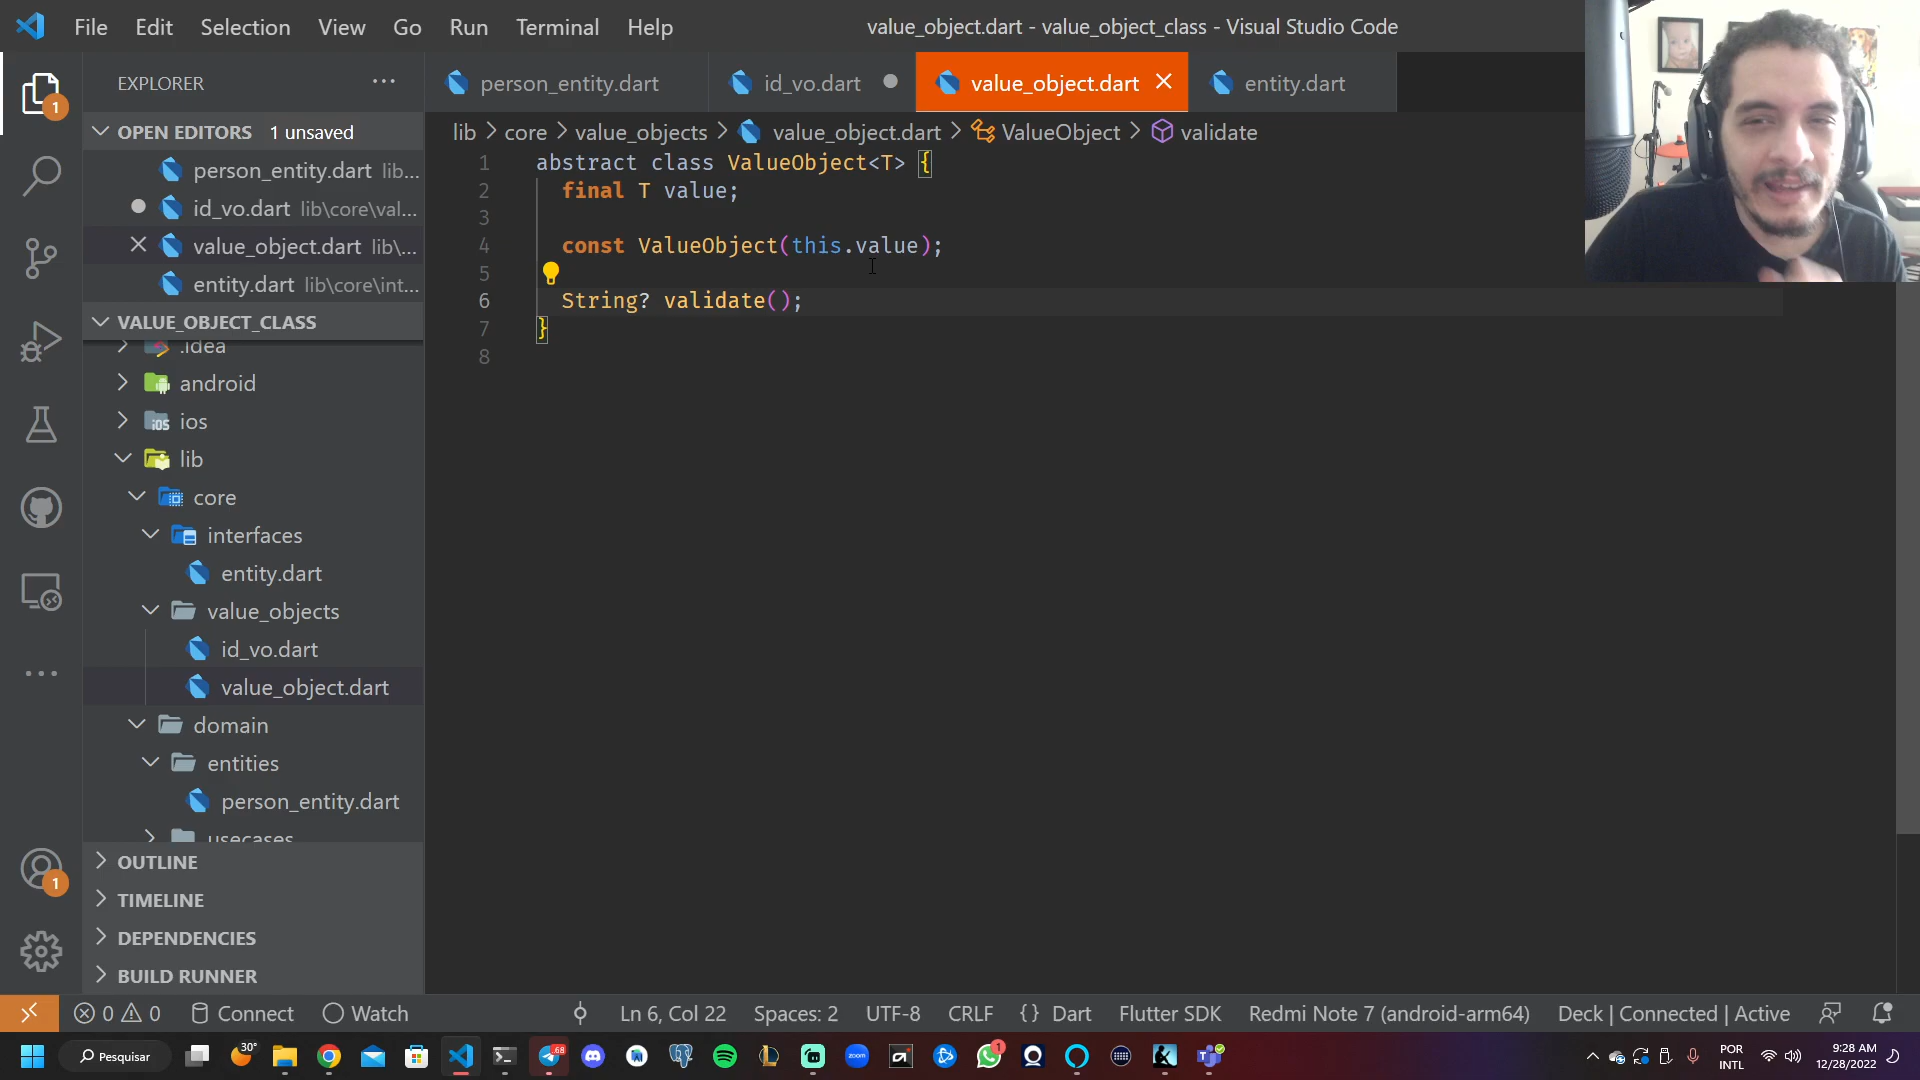 File Edit Selection View Go Run Terminal Help
value_object.dart - value_object_class - Visual Studio Code
EXPLORER
1
OPEN EDITORS 1 unsaved
person_entity.dart lib...
id_vo.dart lib\core\val...
value_object.dart lib\...
entity.dart lib\core\int...
VALUE_OBJECT_CLASS
.idea
android
ios
lib
core
interfaces
entity.dart
value_objects
id_vo.dart
value_object.dart
domain
entities
person_entity.dart
usecases
OUTLINE
TIMELINE
DEPENDENCIES
BUILD RUNNER
1
person_entity.dart id_vo.dart value_object.dart entity.dart
lib > core > value_objects > value_object.dart > ValueObject > validate
1 abstract class ValueObject<T> {
2 final T value;
3
4 const ValueObject(this.value);
5
6 String? validate();
7 }
8
0 0 Connect Watch Ln 6, Col 22 Spaces: 2 UTF-8 CRLF {} Dart Flutter SDK Redmi Note 7 (android-arm64) Deck | Connected | Active
Pesquisar 30° 68 zoom 1 POR 9:28 AM
INTL 12/28/2022